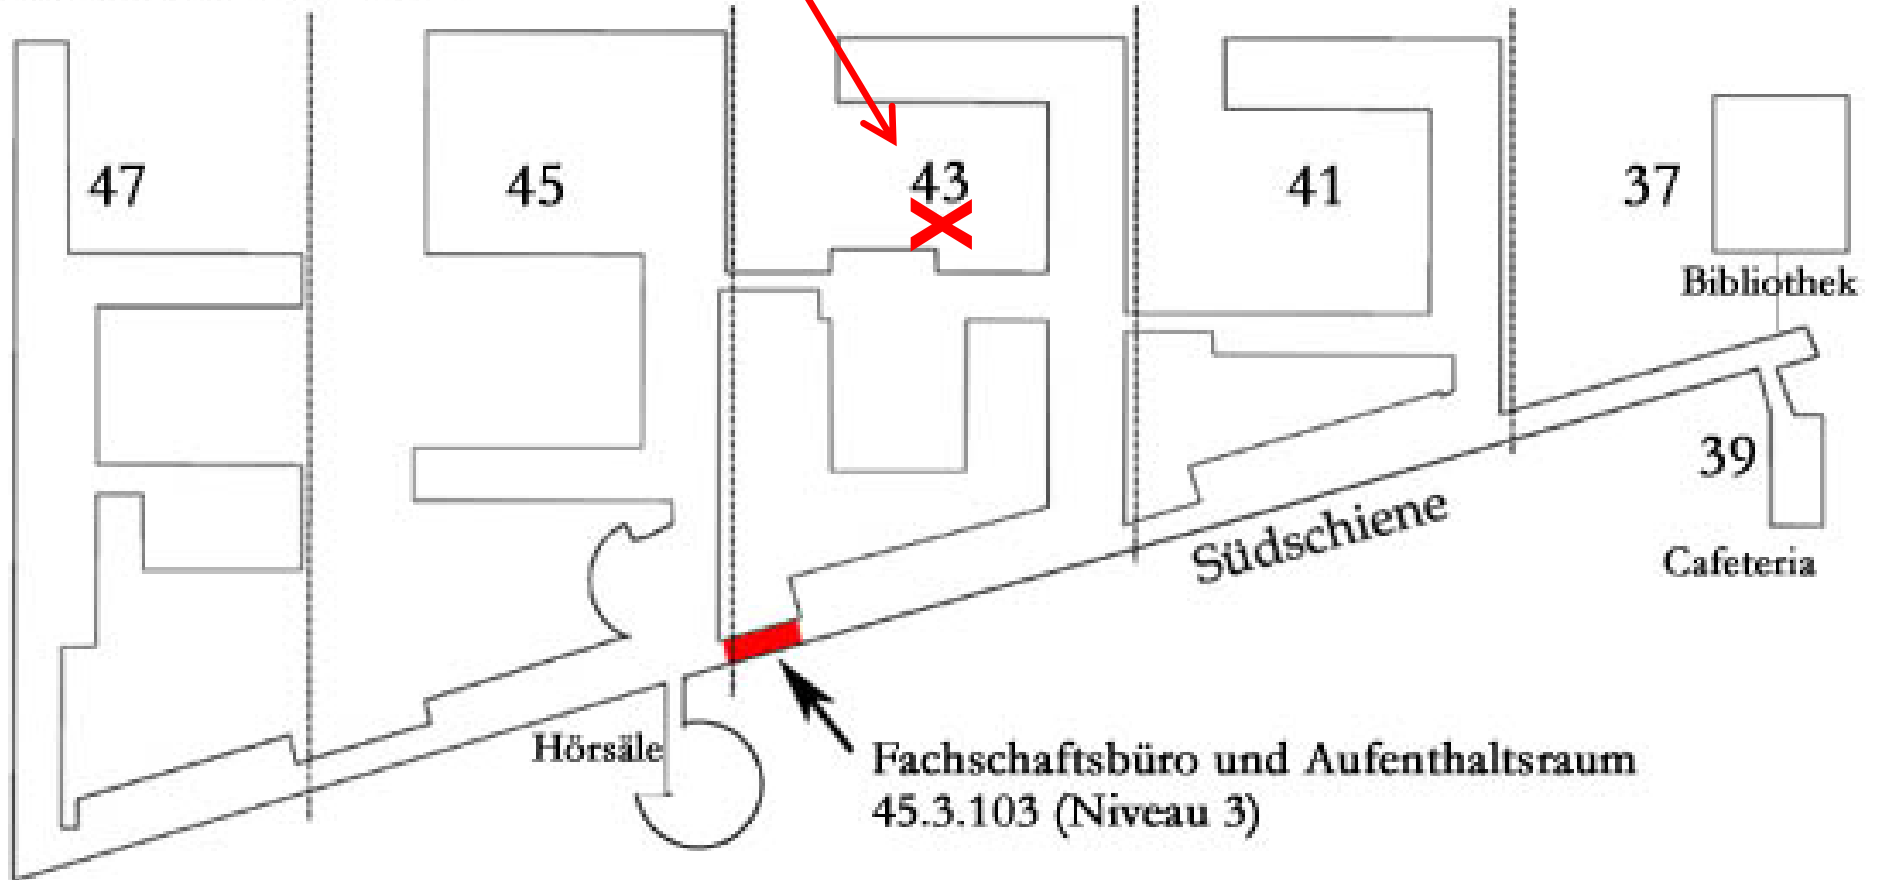 47
45
43
41
37
Bibliothek
39
Südschiene
Cafeteria
Hörsäle
Fachschaftsbüro und Aufenthaltsraum
45.3.103 (Niveau 3)